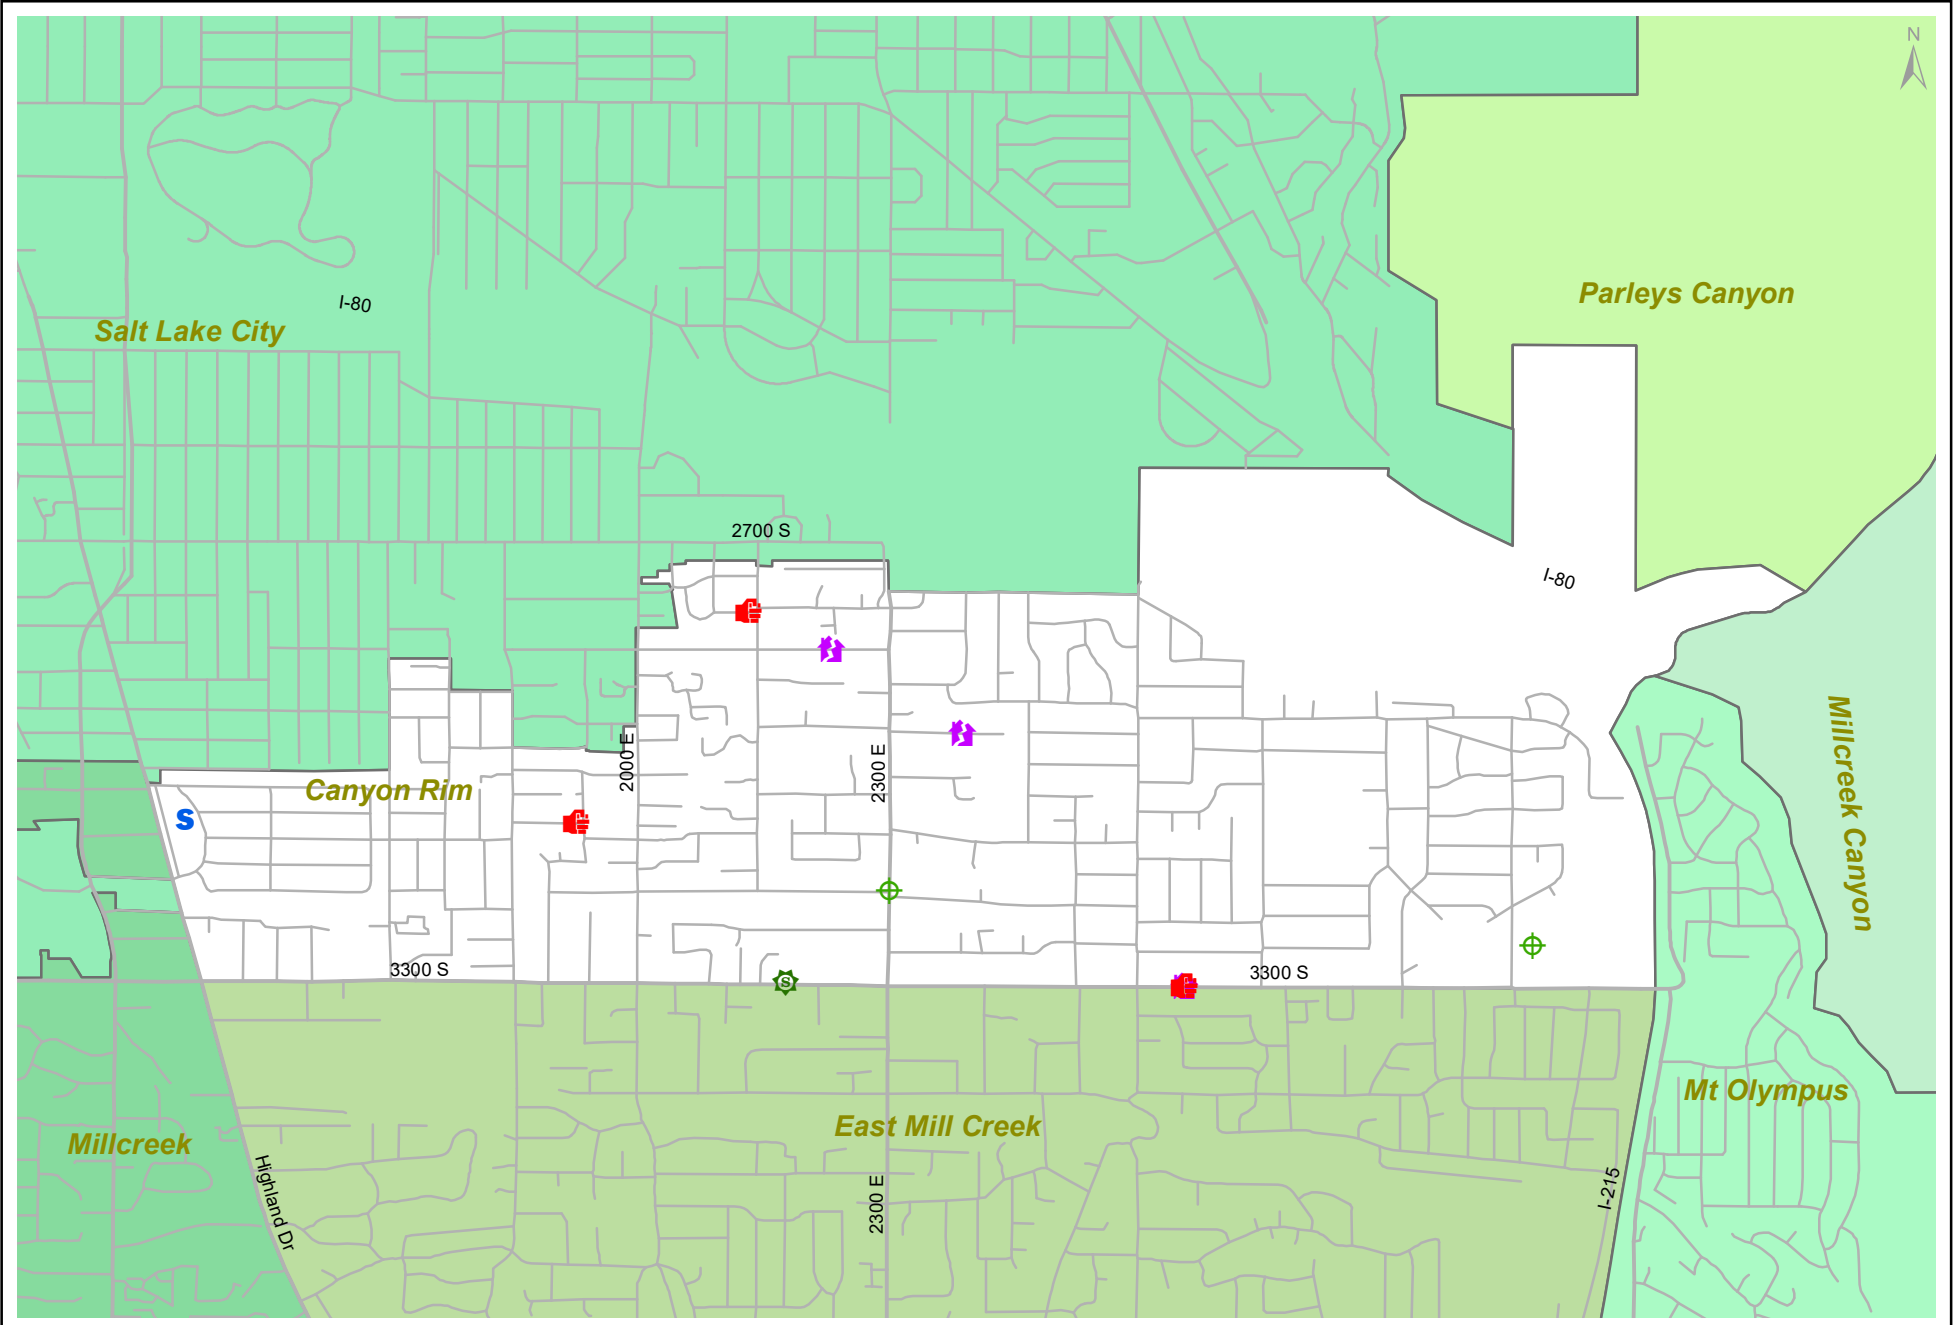 N
Parleys Canyon
I-80
Salt Lake City
2700 S
I-80
Canyon Rim
2000 E
2300 E
S
Millcreek Canyon
3300 S
S
3300 S
Mt Olympus
East Mill Creek
Millcreek
Highland Dr
2300 E
I-215